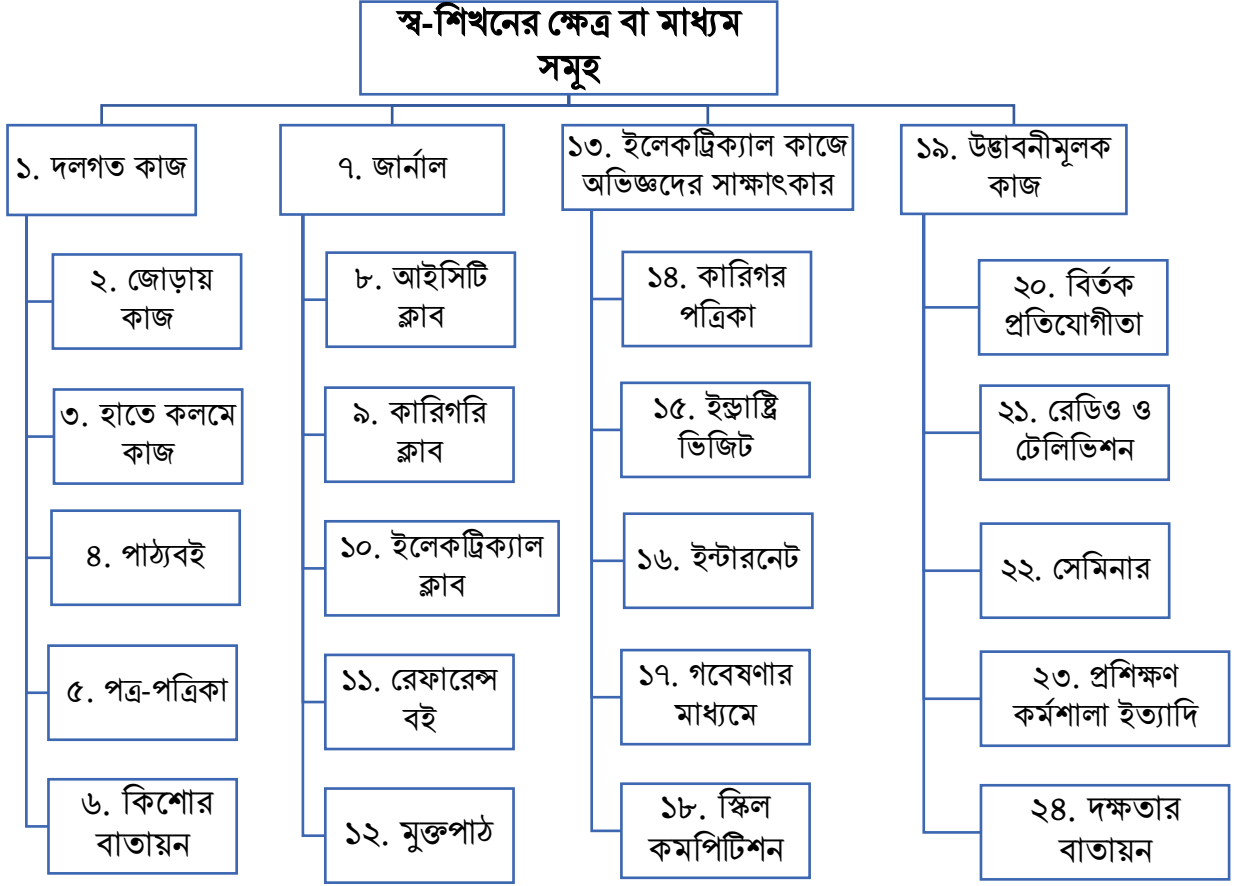 স্ব-শিখনের ক্ষেত্র বা মাধ্যম
সমূহ
১. দলগত কাজ
২. জোড়ায়
কাজ
৩. হাতে কলমে
কাজ
৪. পাঠ্যবই
৫. পত্র-পত্রিকা
৬. কিশোর
বাতায়ন
৭. জার্নাল
৮. আইসিটি
ক্লাব
৯. কারিগরি
ক্লাব
১০. ইলেকট্রিক্যাল
ক্লাব
১১. রেফারেন্স
বই
১২. মুক্তপাঠ
১৩. ইলেকট্রিক্যাল কাজে
অভিজ্ঞদের সাক্ষাৎকার
১৪. কারিগর
পত্রিকা
১৫. ইন্ড্রাষ্ট্রি
ভিজিট
১৬. ইন্টারনেট
১৭. গবেষণার
মাধ্যমে
১৮. স্কিল
কমপিটিশন
১৯. উদ্ভাবনীমূলক
কাজ
২০. বির্তক
প্রতিযোগীতা
২১. রেডিও ও
টেলিভিশন
২২. সেমিনার
২৩. প্রশিক্ষণ
কর্মশালা ইত্যাদি
২৪. দক্ষতার
বাতায়ন